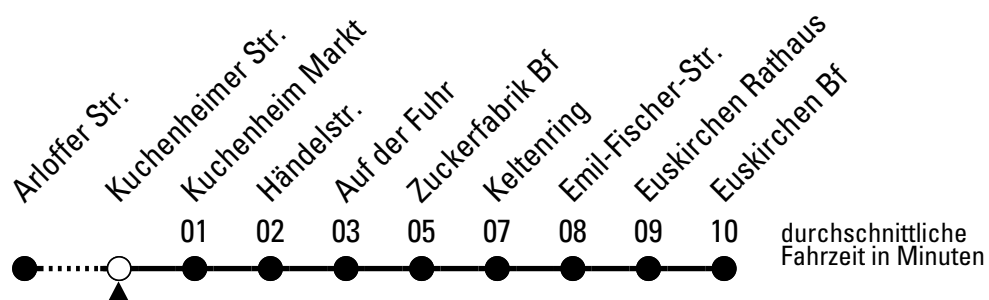 Arloffer Str.
Kuchenheimer Str.
Kuchenheim Markt
Händelstr.
Auf der Fuhr
Zuckerfabrik Bf
Keltenring
Emil-Fischer-Str.
Euskirchen Rathaus
Euskirchen Bf
01 02 03 05 07 08 09 10
durchschnittliche
Fahrzeit in Minuten